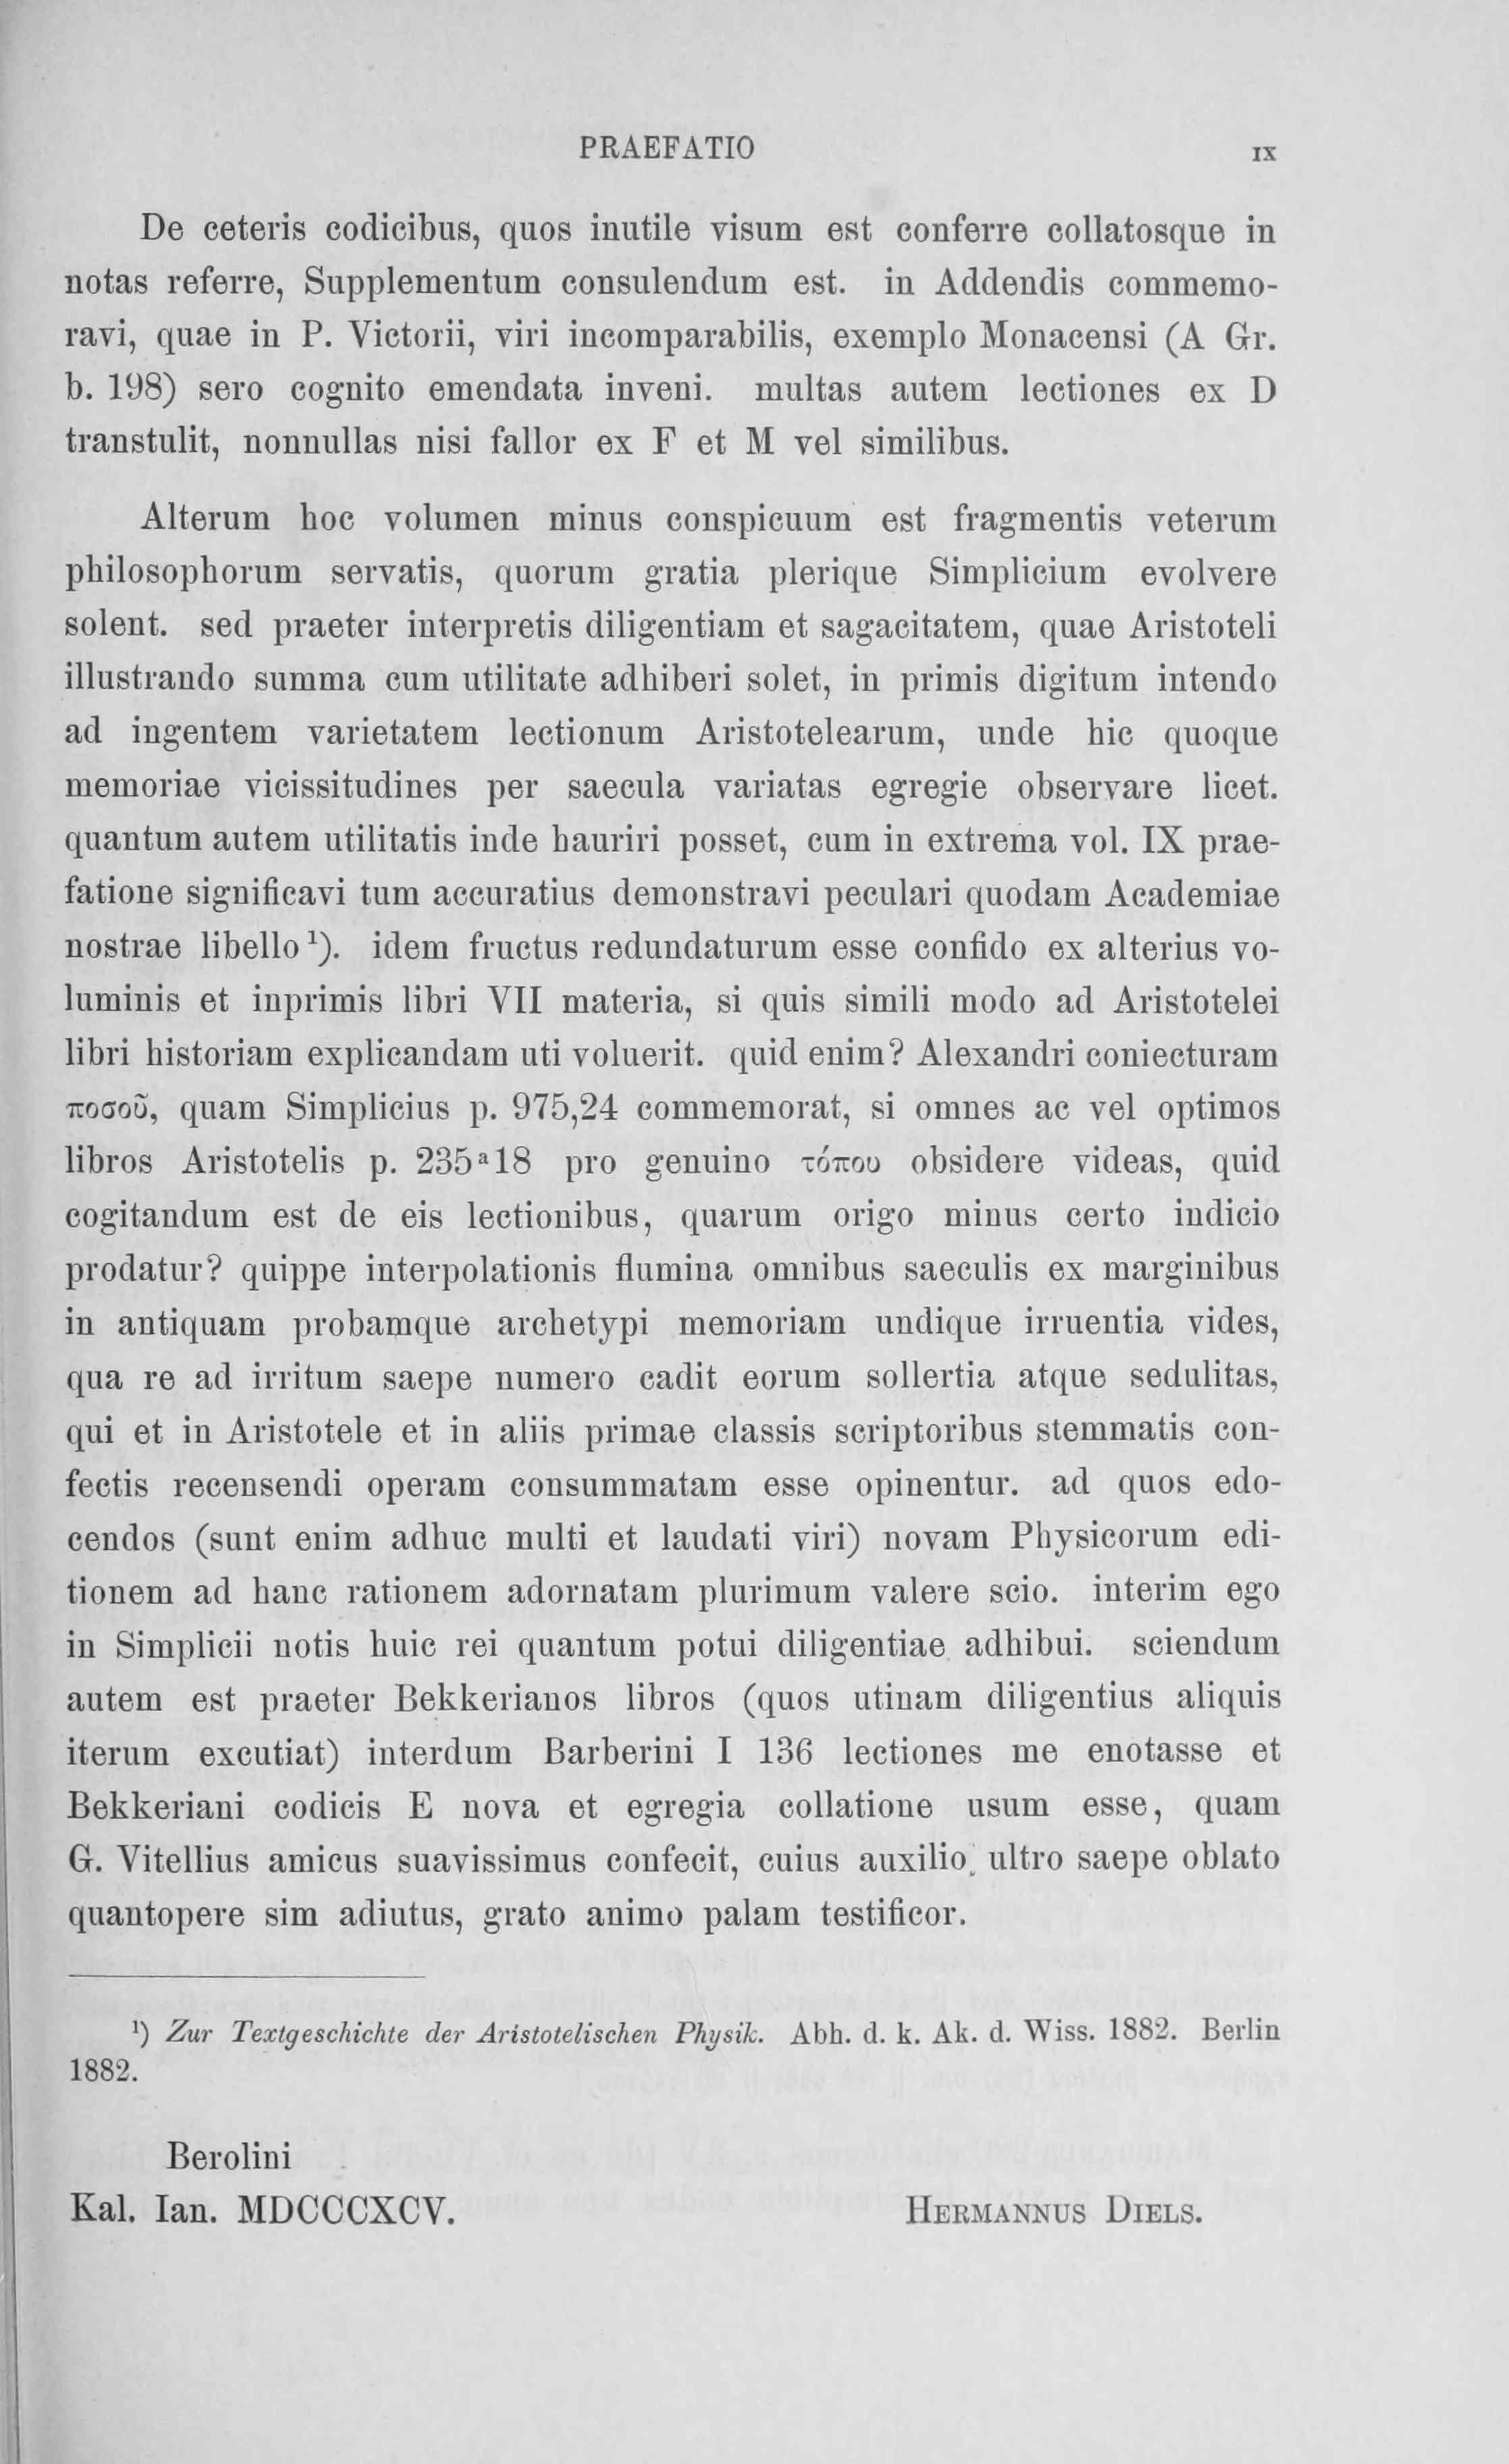 PRAEFATIO IX
De ceteris codicibus, quos inutile visum est conferre collatosque in
notas referre, Supplementum consulendum est. in Addendis commemo-
ravi, quae in P. Victorii, viri incomparabilis, exemplo Monacensi (A Gr.
b. 198) sero cognito emendata inveni. multas autem lectiones ex D
transtulit, nonnullas nisi fallor ex F et M vel similibus.
Alterum hoc volumen minus conspicuum est fragmentis veterum
philosophorum servatis, quorum gratia plerique Simplicium evolvere
solent. sed praeter interpretis diligentiam et sagacitatem, quae Aristoteli
illustrando summa cum utilitate adhiberi solet, in primis digitum intendo
ad ingentem varietatem lectionum Aristotelearum, unde hic quoque
memoriae vicissitudines per saecula variatas egregie observare licet.
quantum autem utilitatis inde hauriri posset, cum in extrema vol. IX prae-
fatione significavi tum accuratius demonstravi peculari quodam Academiae
nostrae libello ¹). idem fructus redundaturum esse confido ex alterius vo-
luminis et inprimis libri VII materia, si quis simili modo ad Aristotelei
libri historiam explicandam uti voluerit. quid enim? Alexandri coniecturam
ποσοῦ, quam Simplicius p. 975,24 commemorat, si omnes ac vel optimos
libros Aristotelis p. 235ᵃ18 pro genuino τόπου obsidere videas, quid
cogitandum est de eis lectionibus, quarum origo minus certo indicio
prodatur? quippe interpolationis flumina omnibus saeculis ex marginibus
in antiquam probamque archetypi memoriam undique irruentia vides,
qua re ad irritum saepe numero cadit eorum sollertia atque sedulitas,
qui et in Aristotele et in aliis primae classis scriptoribus stemmatis con-
fectis recensendi operam consummatam esse opinentur. ad quos edo-
cendos (sunt enim adhuc multi et laudati viri) novam Physicorum edi-
tionem ad hanc rationem adornatam plurimum valere scio. interim ego
in Simplicii notis huic rei quantum potui diligentiae adhibui. sciendum
autem est praeter Bekkerianos libros (quos utinam diligentius aliquis
iterum excutiat) interdum Barberini I 136 lectiones me enotasse et
Bekkeriani codicis E nova et egregia collatione usum esse, quam
G. Vitellius amicus suavissimus confecit, cuius auxilio ultro saepe oblato
quantopere sim adiutus, grato animo palam testificor.
¹) Zur Textgeschichte der Aristotelischen Physik. Abh. d. k. Ak. d. Wiss. 1882. Berlin
1882.
Berolini
Kal. Ian. MDCCCXCV. HERMANNUS DIELS.